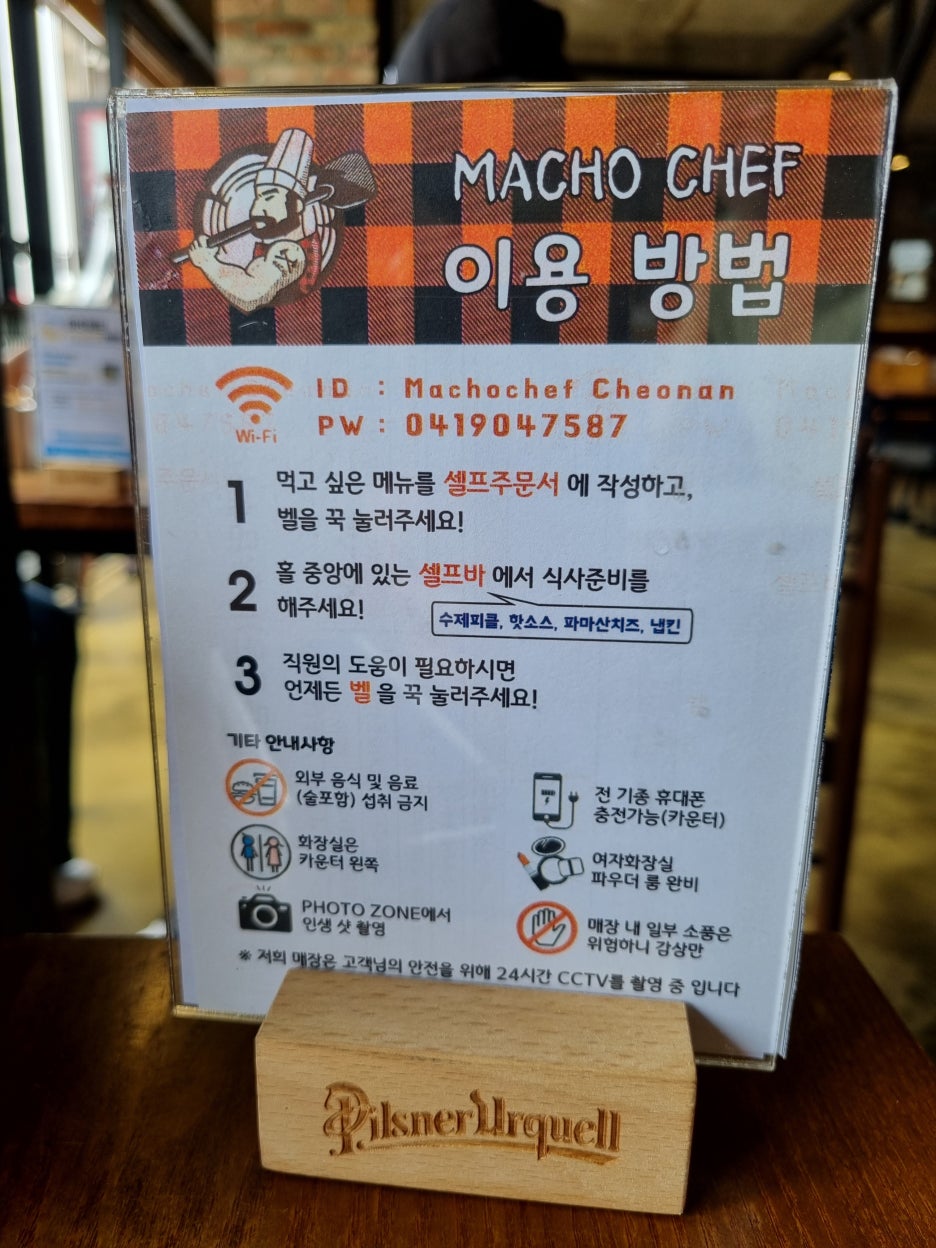 MACHO CHEF
이용 방법
Wi-Fi
ID : Machochef Cheonan
PW : 0419047587
1
먹고 싶은 메뉴를 셀프주문서 에 작성하고,
벨을 꾹 눌러주세요!
2
홀 중앙에 있는 셀프바 에서 식사준비를
해주세요!
수제피클, 핫소스, 파마산치즈, 냅킨
3
직원의 도움이 필요하시면
언제든 벨 을 꾹 눌러주세요!
기타 안내사항
외부 음식 및 음료
(술포함) 섭취 금지
전 기종 휴대폰
충전가능(카운터)
화장실은
카운터 왼쪽
여자화장실
파우더 룸 완비
PHOTO ZONE에서
인생 샷 촬영
매장 내 일부 소품은
위험하니 감상만
※ 저희 매장은 고객님의 안전을 위해 24시간 CCTV를 촬영 중 입니다
Pilsner Urquell